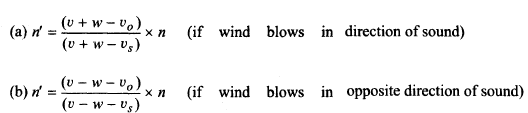 (a) n' = (v + w − v_o) / (v + w − v_s) × n (if wind blows in direction of sound)
(b) n' = (v − w − v_o) / (v − w − v_s) × n (if wind blows in opposite direction of sound)